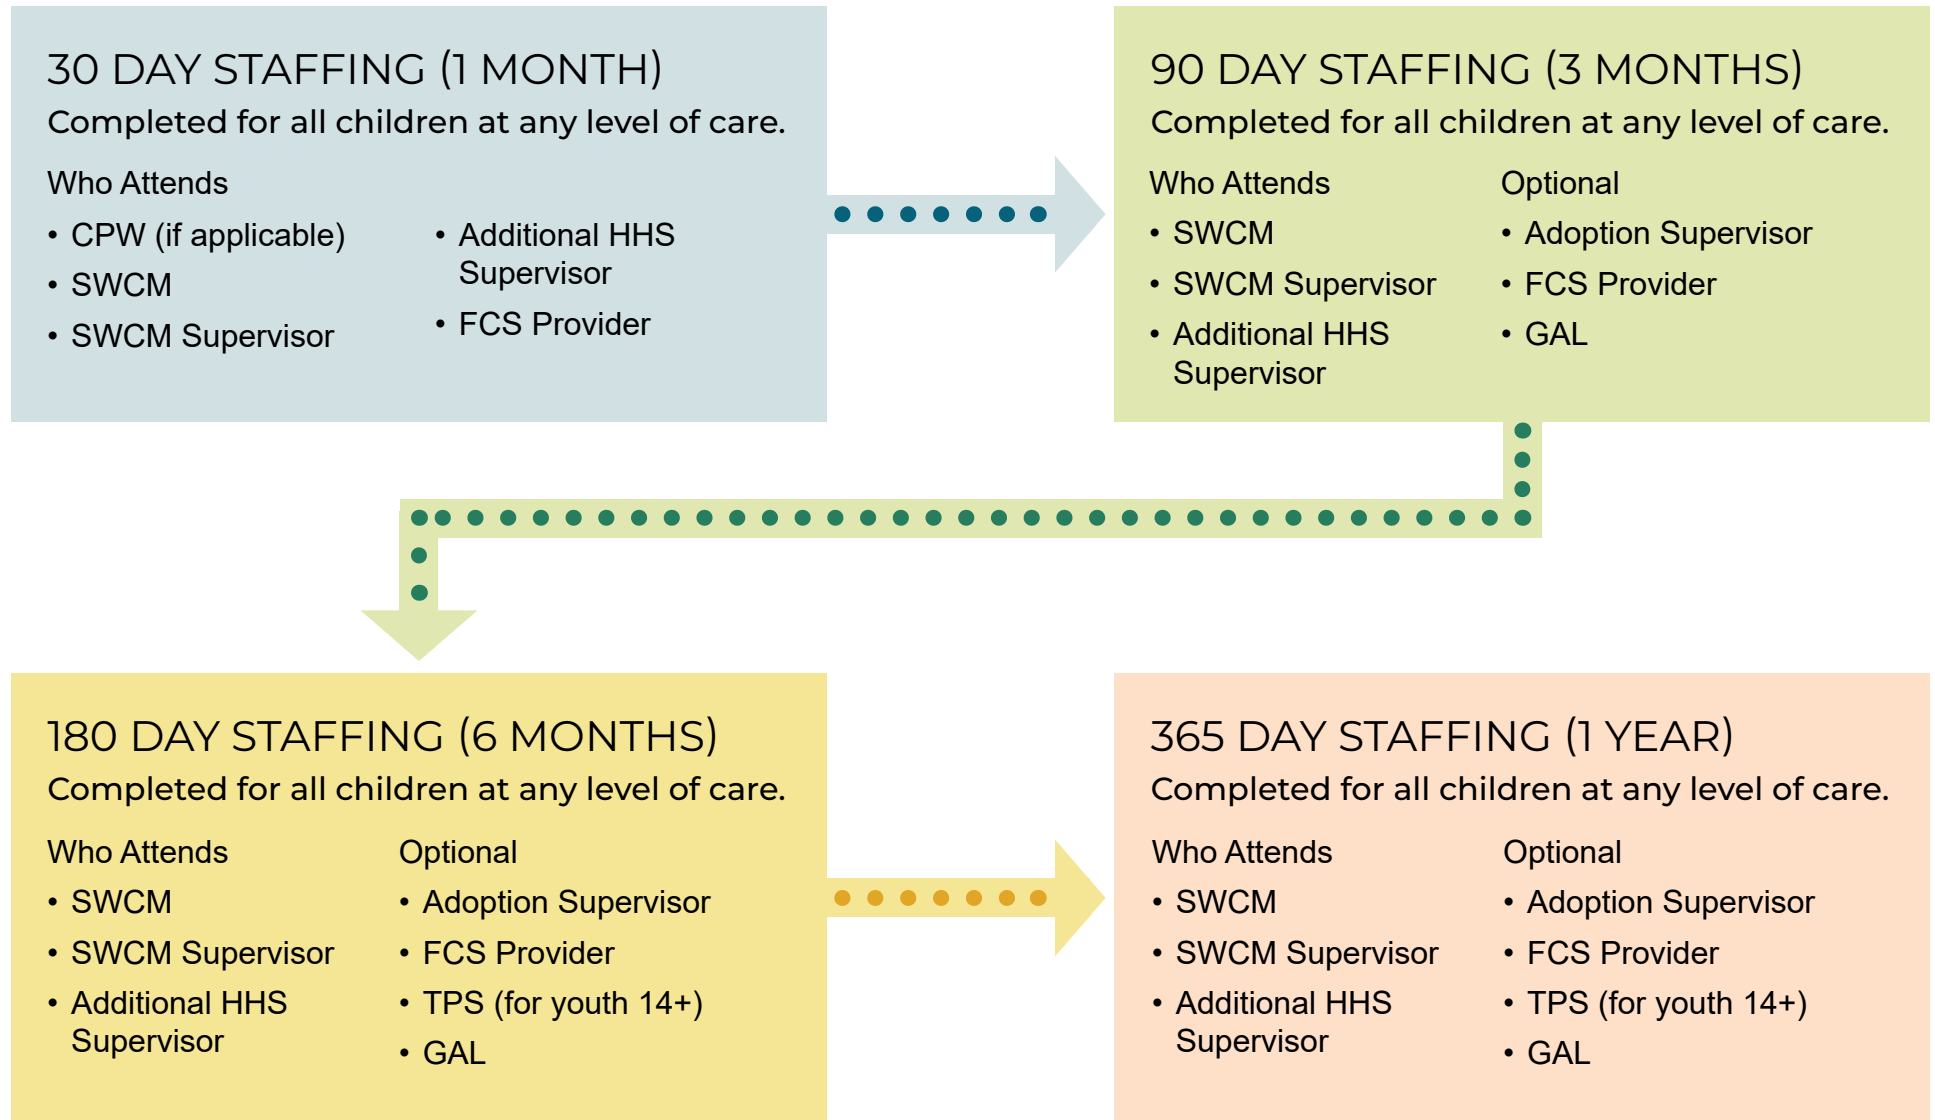 30 DAY STAFFING (1 MONTH)
Completed for all children at any level of care.
Who Attends
• CPW (if applicable)
• SWCM
• SWCM Supervisor
• Additional HHS
Supervisor
• FCS Provider
90 DAY STAFFING (3 MONTHS)
Completed for all children at any level of care.
Who Attends
• SWCM
• SWCM Supervisor
• Additional HHS
Supervisor
Optional
• Adoption Supervisor
• FCS Provider
• GAL
180 DAY STAFFING (6 MONTHS)
Completed for all children at any level of care.
Who Attends
• SWCM
• SWCM Supervisor
• Additional HHS
Supervisor
Optional
• Adoption Supervisor
• FCS Provider
• TPS (for youth 14+)
• GAL
365 DAY STAFFING (1 YEAR)
Completed for all children at any level of care.
Who Attends
• SWCM
• SWCM Supervisor
• Additional HHS
Supervisor
Optional
• Adoption Supervisor
• FCS Provider
• TPS (for youth 14+)
• GAL